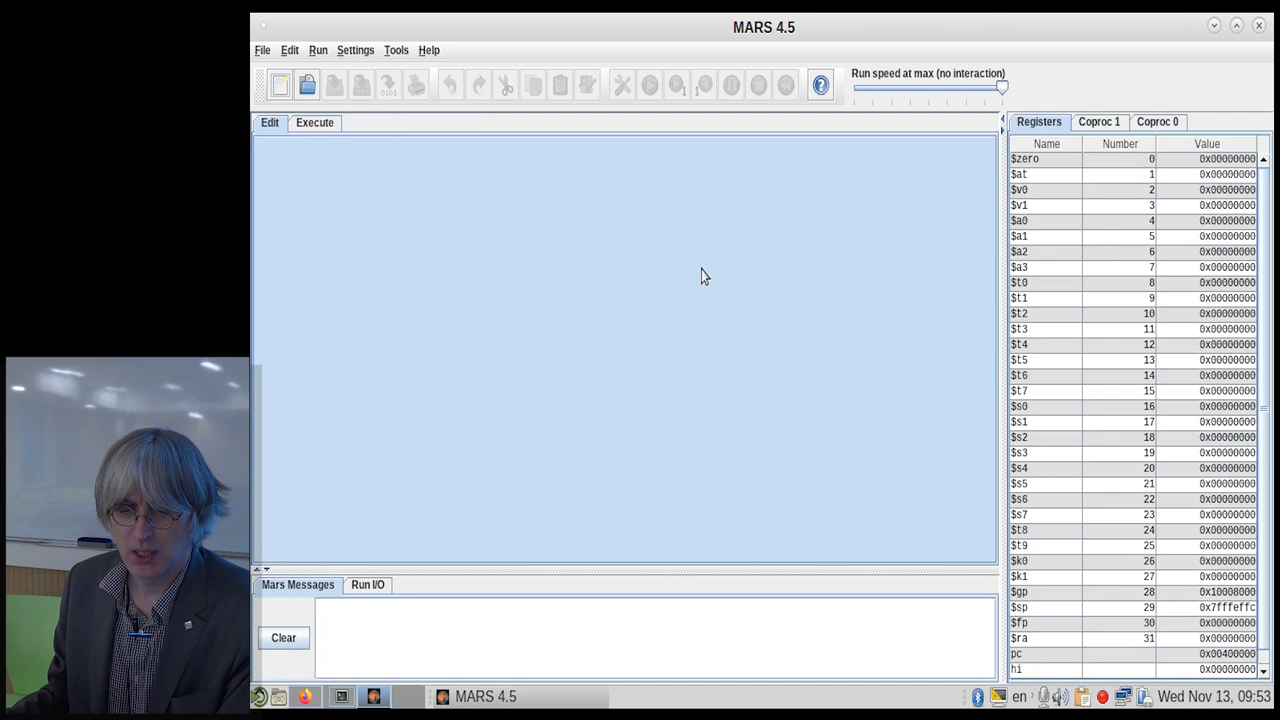 MARS 4.5
File Edit Run Settings Tools Help
Run speed at max (no interaction)
Edit Execute
Registers Coproc 1 Coproc 0
Name Number Value
$zero 0 0x00000000
$at 1 0x00000000
$v0 2 0x00000000
$v1 3 0x00000000
$a0 4 0x00000000
$a1 5 0x00000000
$a2 6 0x00000000
$a3 7 0x00000000
$t0 8 0x00000000
$t1 9 0x00000000
$t2 10 0x00000000
$t3 11 0x00000000
$t4 12 0x00000000
$t5 13 0x00000000
$t6 14 0x00000000
$t7 15 0x00000000
$s0 16 0x00000000
$s1 17 0x00000000
$s2 18 0x00000000
$s3 19 0x00000000
$s4 20 0x00000000
$s5 21 0x00000000
$s6 22 0x00000000
$s7 23 0x00000000
$t8 24 0x00000000
$t9 25 0x00000000
$k0 26 0x00000000
$k1 27 0x00000000
$gp 28 0x10008000
$sp 29 0x7fffeffc
$fp 30 0x00000000
$ra 31 0x00000000
pc 0x00400000
hi 0x00000000
Mars Messages Run I/O
Clear
MARS 4.5
en
Wed Nov 13, 09:53